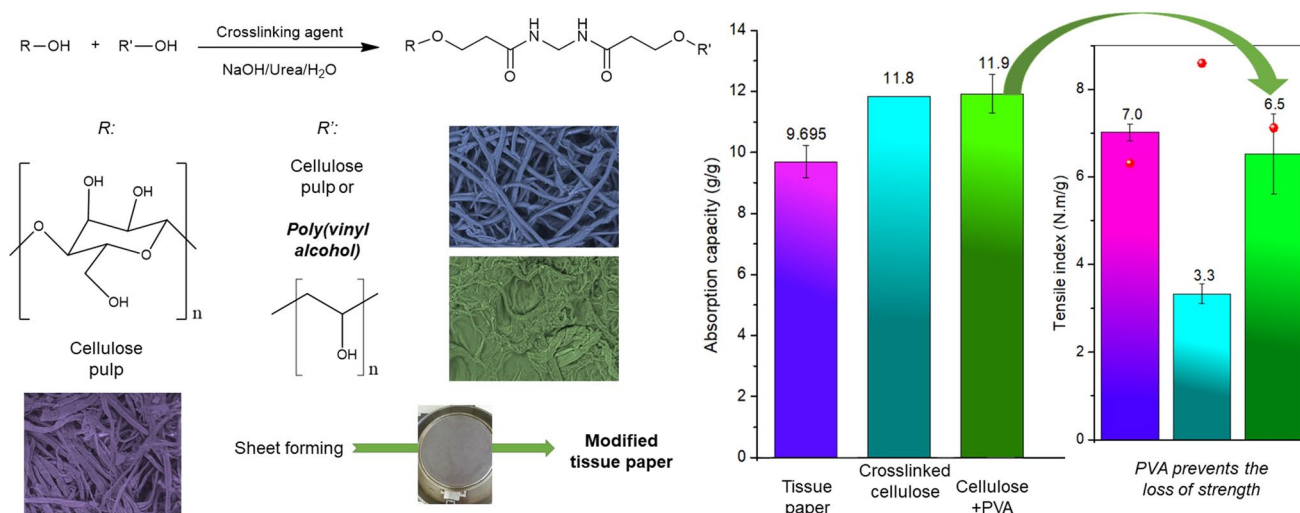 R—OH + R'—OH
Crosslinking agent
NaOH/Urea/H₂O
R
O
H
N
H
N
O
R'
O
O
R:
OH
OH
O
O
OH
n
Cellulose
pulp
R':
Cellulose
pulp or
Poly(vinyl
alcohol)
OH
n
Sheet forming
Modified
tissue paper
Absorption capacity (g/g)
14
12
10
8
6
4
2
0
9.695
11.8
11.9
Tissue
paper
Crosslinked
cellulose
Cellulose
+PVA
Tensile index (N.m/g)
8
6
4
2
0
7.0
3.3
6.5
PVA prevents the
loss of strength